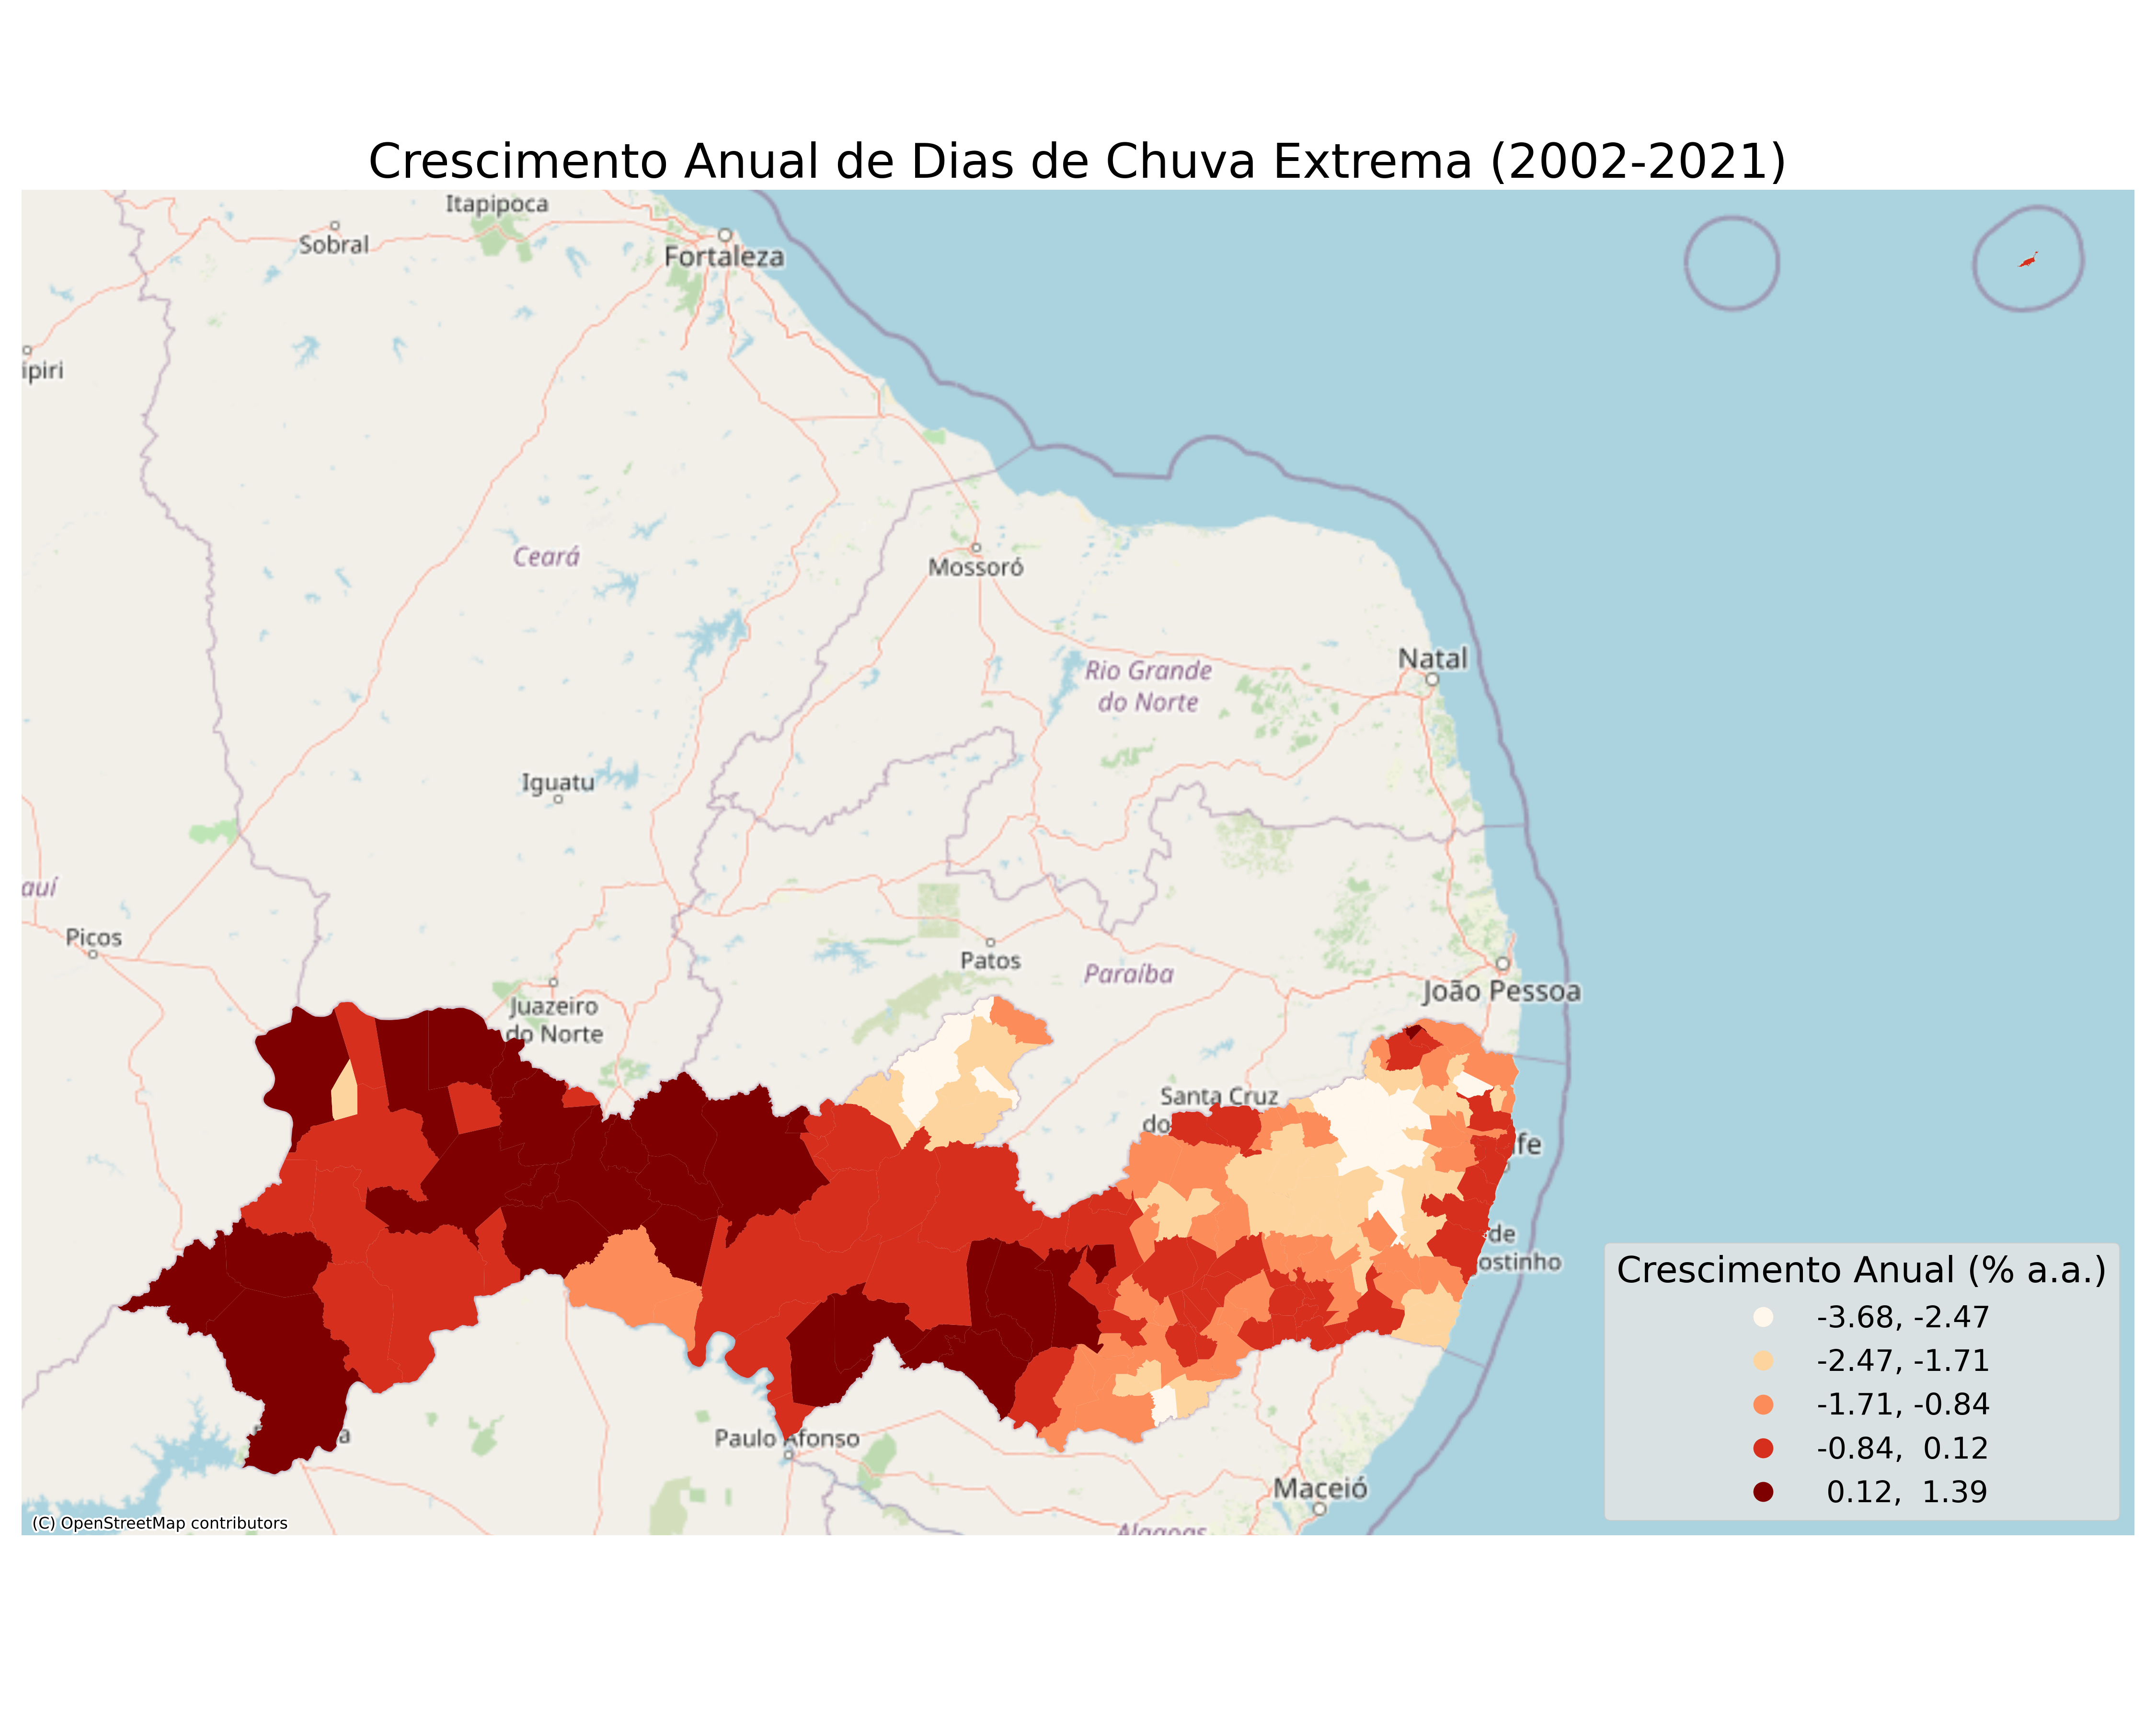 Crescimento Anual de Dias de Chuva Extrema (2002-2021)
Itapipoca
Sobral
Fortaleza
ipiri
Ceará
Mossoró
Natal
Rio Grande
do Norte
Iguatu
auí
Picos
Patos
Paraíba
João Pessoa
Juazeiro
do Norte
Santa Cruz
do
fe
de
ostinho
Crescimento Anual (% a.a.)
-3.68, -2.47
-2.47, -1.71
-1.71, -0.84
-0.84, 0.12
0.12, 1.39
a
Paulo Afonso
Maceió
Alagoas
(C) OpenStreetMap contributors